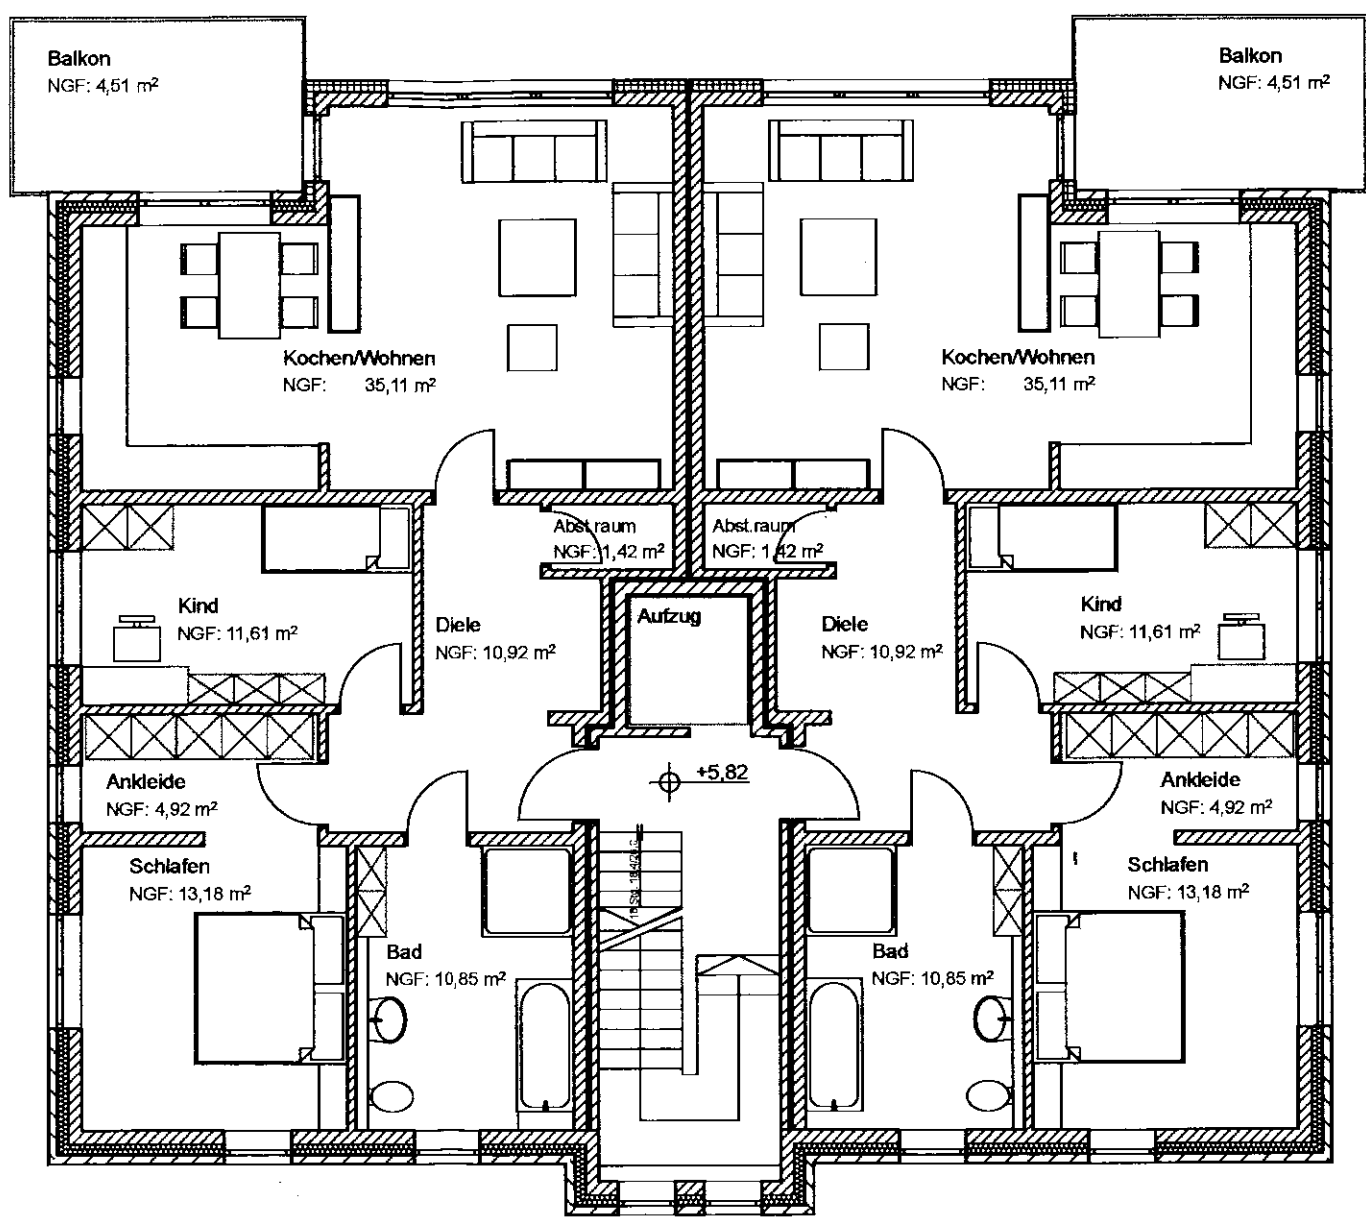 Balkon
NGF: 4,51 m²
Balkon
NGF: 4,51 m²
Kochen/Wohnen
NGF: 35,11 m²
Kochen/Wohnen
NGF: 35,11 m²
Abst.raum
NGF: 1,42 m²
Abst.raum
NGF: 1,42 m²
Kind
NGF: 11,61 m²
Diele
NGF: 10,92 m²
Aufzug
Diele
NGF: 10,92 m²
Kind
NGF: 11,61 m²
Ankleide
NGF: 4,92 m²
+5,82
Ankleide
NGF: 4,92 m²
Schlafen
NGF: 13,18 m²
Schlafen
NGF: 13,18 m²
Bad
NGF: 10,85 m²
Bad
NGF: 10,85 m²